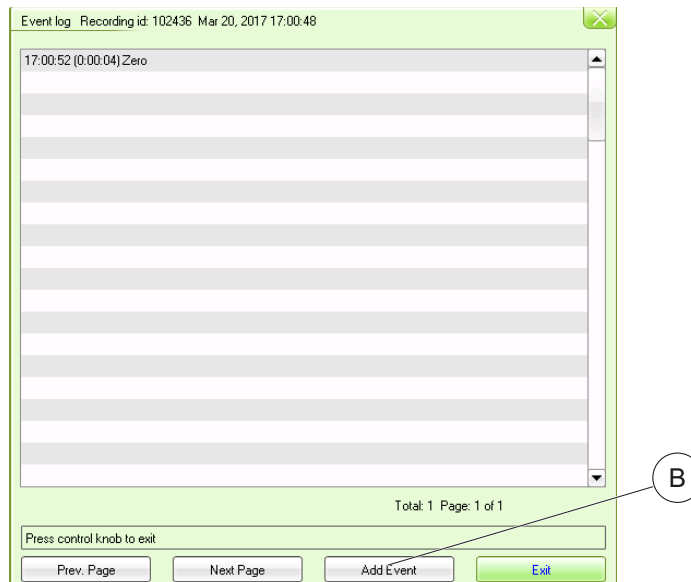 Event log Recording id: 102436 Mar 20, 2017 17:00:48
17:00:52 (0:00:04) Zero
B
Total: 1 Page: 1 of 1
Press control knob to exit
Prev. Page Next Page Add Event Exit